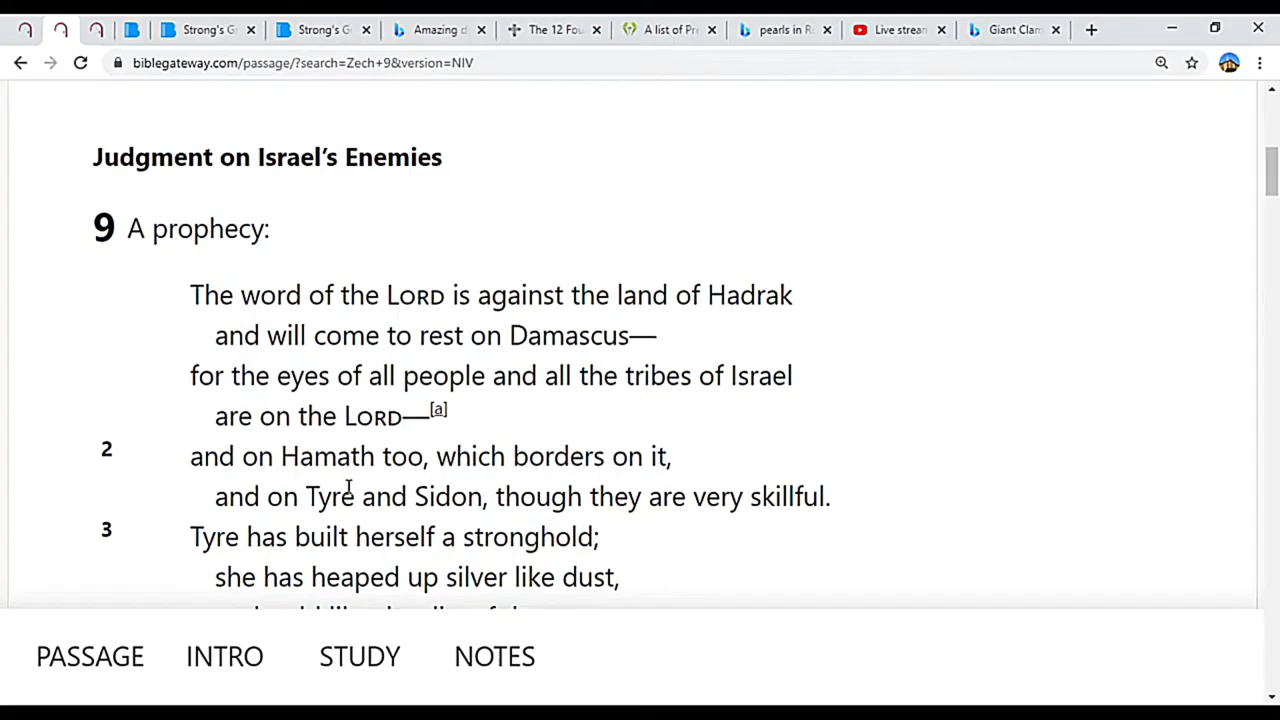 Strong's G
Strong's G
Amazing d
The 12 Fou
A list of Pr
pearls in R
Live strea
Giant Clam
biblegateway.com/passage/?search=Zech+9&version=NIV
Judgment on Israel's Enemies
9 A prophecy:
The word of the LORD is against the land of Hadrak
and will come to rest on Damascus—
for the eyes of all people and all the tribes of Israel
are on the LORD—[a]
2 and on Hamath too, which borders on it,
and on Tyre and Sidon, though they are very skillful.
3 Tyre has built herself a stronghold;
she has heaped up silver like dust,
PASSAGE INTRO STUDY NOTES